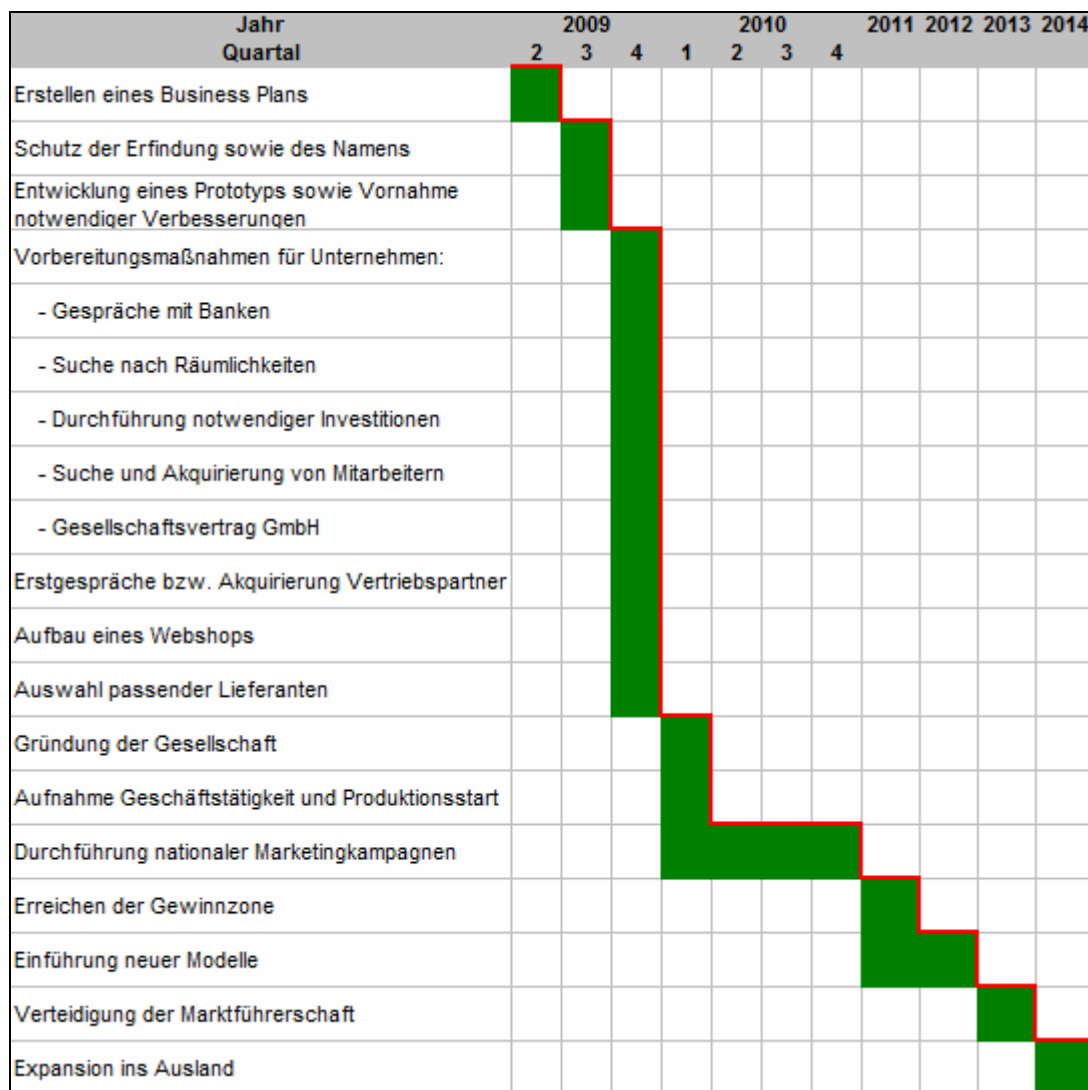 Jahr 2009 2010 2011 2012 2013 2014
Quartal 2 3 4 1 2 3 4
Erstellen eines Business Plans
Schutz der Erfindung sowie des Namens
Entwicklung eines Prototyps sowie Vornahme
notwendiger Verbesserungen
Vorbereitungsmaßnahmen für Unternehmen:
- Gespräche mit Banken
- Suche nach Räumlichkeiten
- Durchführung notwendiger Investitionen
- Suche und Akquirierung von Mitarbeitern
- Gesellschaftsvertrag GmbH
Erstgespräche bzw. Akquirierung Vertriebspartner
Aufbau eines Webshops
Auswahl passender Lieferanten
Gründung der Gesellschaft
Aufnahme Geschäftstätigkeit und Produktionsstart
Durchführung nationaler Marketingkampagnen
Erreichen der Gewinnzone
Einführung neuer Modelle
Verteidigung der Marktführerschaft
Expansion ins Ausland